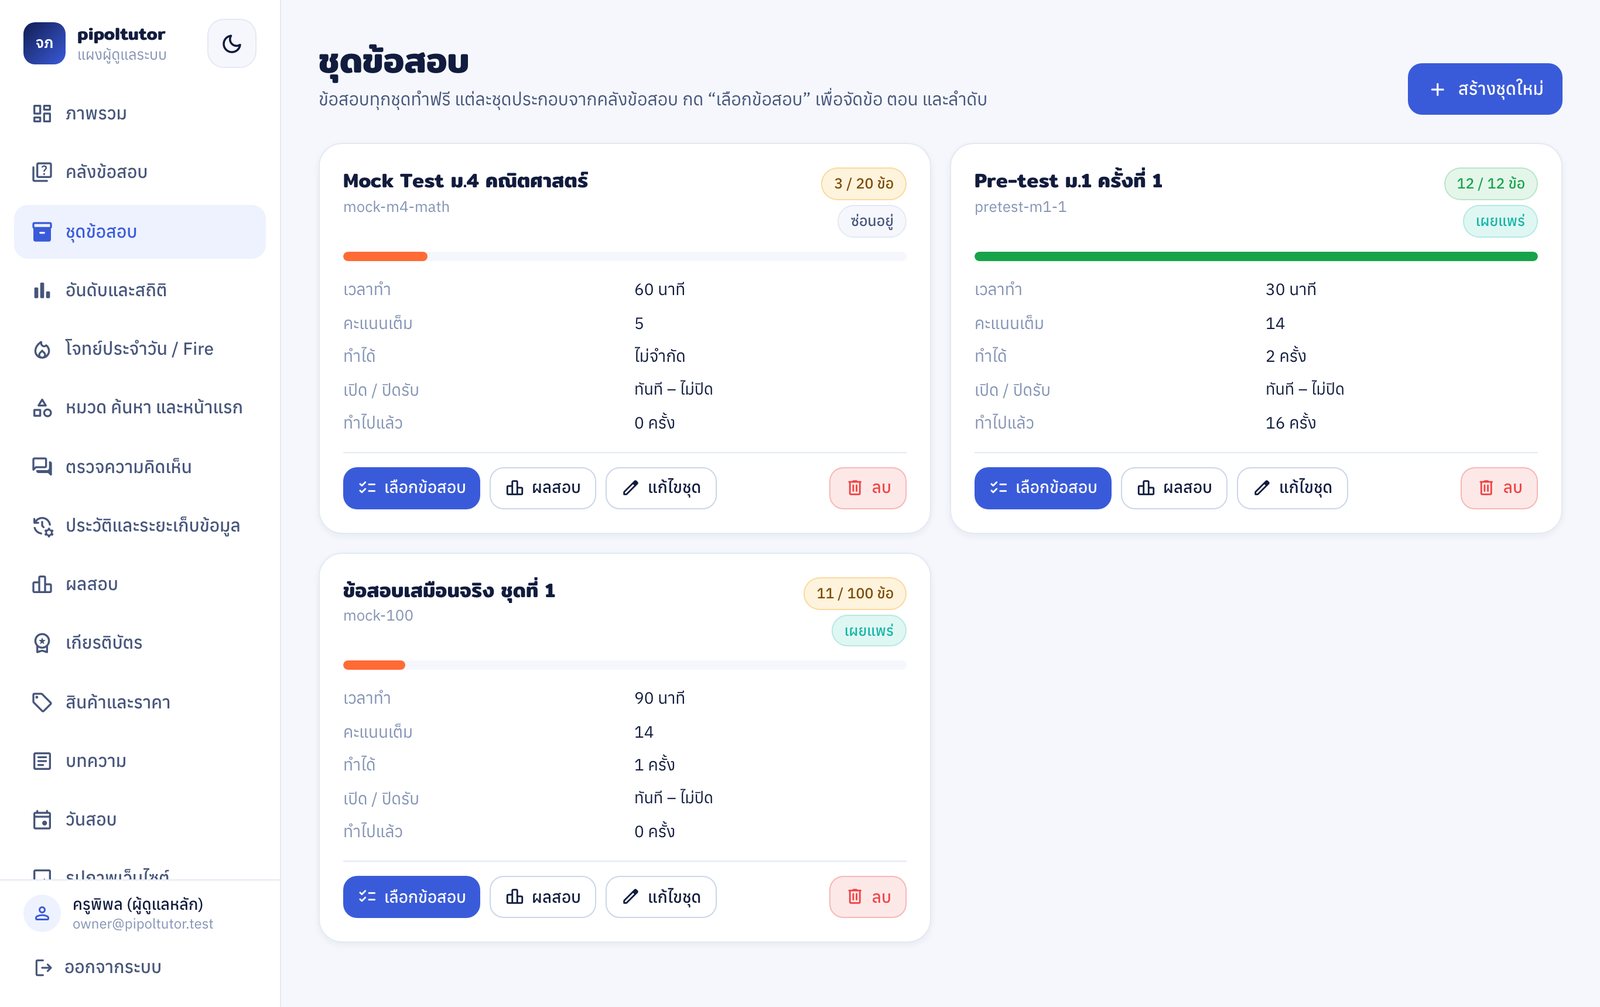 จภ
pipoltutor
แผงผู้ดูแลระบบ
ภาพรวม
คลังข้อสอบ
ชุดข้อสอบ
อันดับและสถิติ
โจทย์ประจำวัน / Fire
หมวด ค้นหา และหน้าแรก
ตรวจความคิดเห็น
ประวัติและระยะเก็บข้อมูล
ผลสอบ
เกียรติบัตร
สินค้าและราคา
บทความ
วันสอบ
รูปภาพเว็บไซต์
ครูพิพล (ผู้ดูแลหลัก)
owner@pipoltutor.test
ออกจากระบบ
ชุดข้อสอบ
ข้อสอบทุกชุดทำฟรี แต่ละชุดประกอบจากคลังข้อสอบ กด “เลือกข้อสอบ” เพื่อจัดข้อ ตอน และลำดับ
+ สร้างชุดใหม่
Mock Test ม.4 คณิตศาสตร์
3 / 20 ข้อ
mock-m4-math
ซ่อนอยู่
เวลาทำ 60 นาที
คะแนนเต็ม 5
ทำได้ ไม่จำกัด
เปิด / ปิดรับ ทันที – ไม่ปิด
ทำไปแล้ว 0 ครั้ง
เลือกข้อสอบ ผลสอบ แก้ไขชุด ลบ
Pre-test ม.1 ครั้งที่ 1
12 / 12 ข้อ
pretest-m1-1
เผยแพร่
เวลาทำ 30 นาที
คะแนนเต็ม 14
ทำได้ 2 ครั้ง
เปิด / ปิดรับ ทันที – ไม่ปิด
ทำไปแล้ว 16 ครั้ง
เลือกข้อสอบ ผลสอบ แก้ไขชุด ลบ
ข้อสอบเสมือนจริง ชุดที่ 1
11 / 100 ข้อ
mock-100
เผยแพร่
เวลาทำ 90 นาที
คะแนนเต็ม 14
ทำได้ 1 ครั้ง
เปิด / ปิดรับ ทันที – ไม่ปิด
ทำไปแล้ว 0 ครั้ง
เลือกข้อสอบ ผลสอบ แก้ไขชุด ลบ